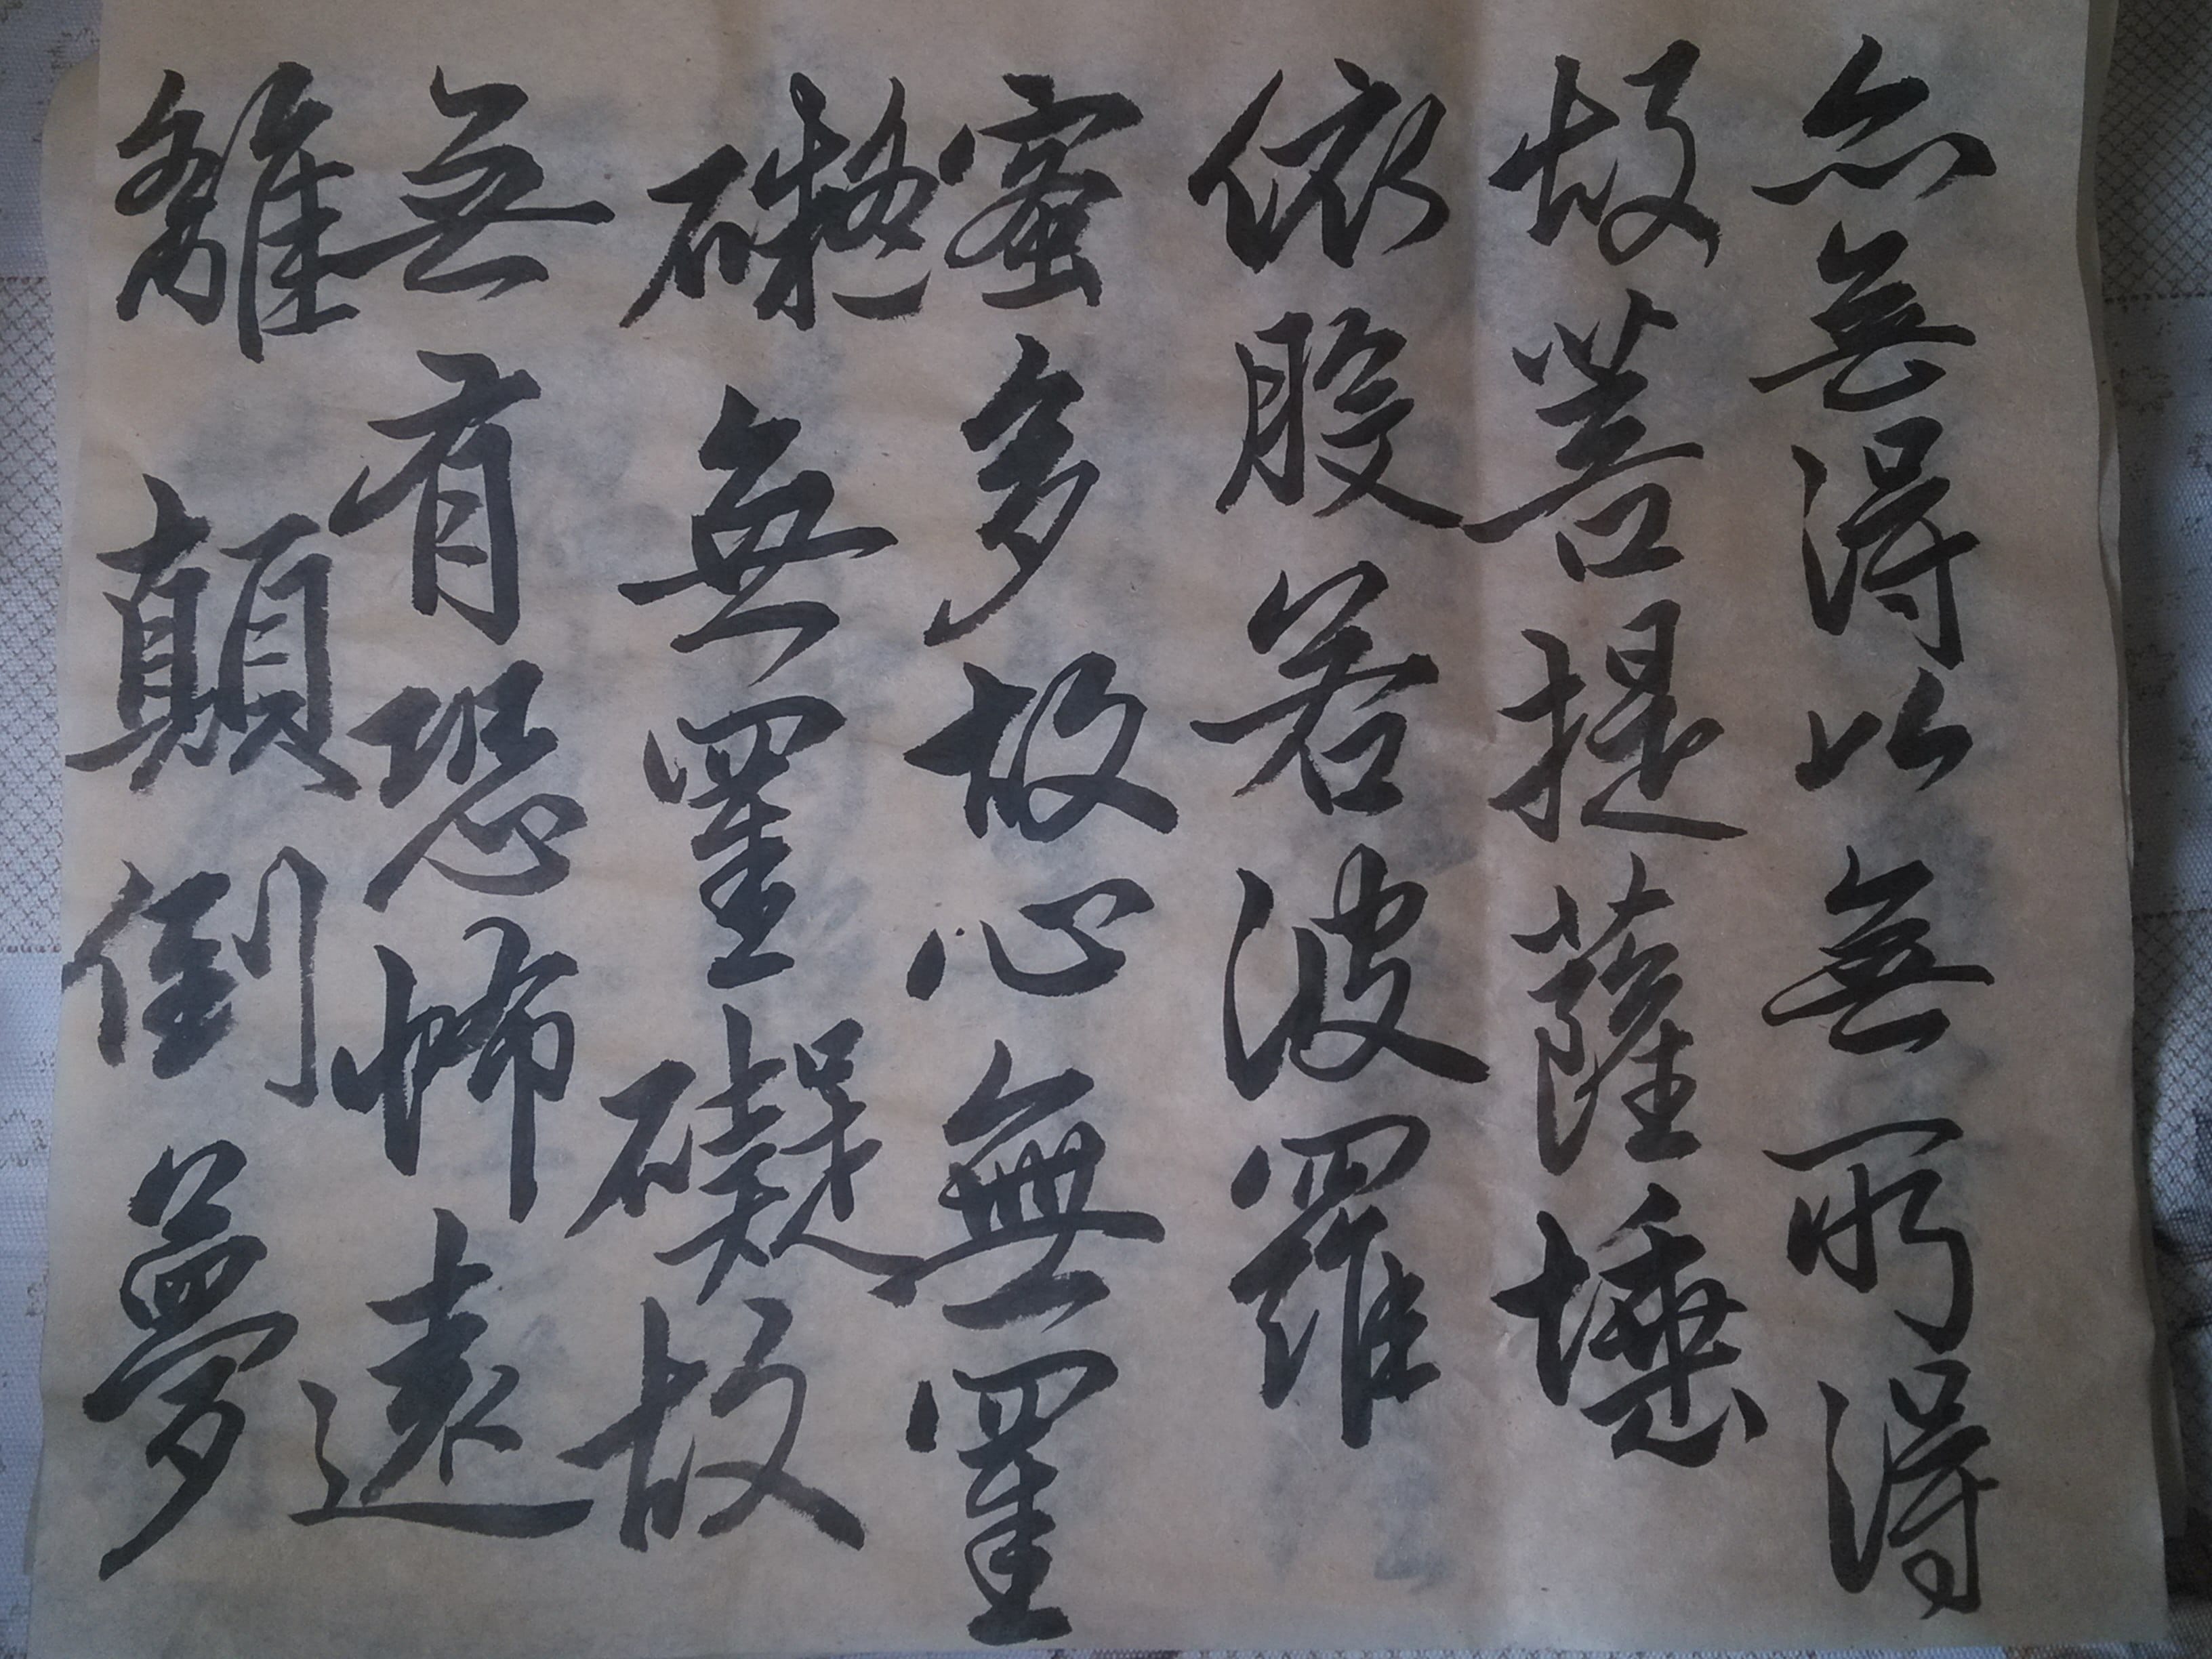 亦無得以無所得
故菩提薩埵
依般若波羅
蜜多故心無罣
礙無罣礙故
無有恐怖遠
離顛倒夢